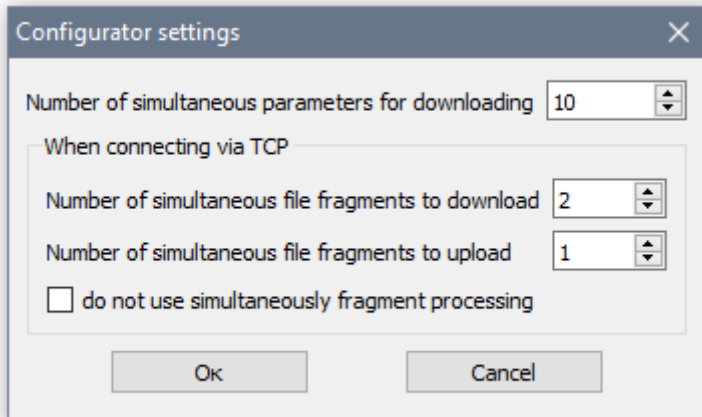 Configurator settings
Number of simultaneous parameters for downloading 10
When connecting via TCP
Number of simultaneous file fragments to download 2
Number of simultaneous file fragments to upload 1
do not use simultaneously fragment processing
Ок Cancel